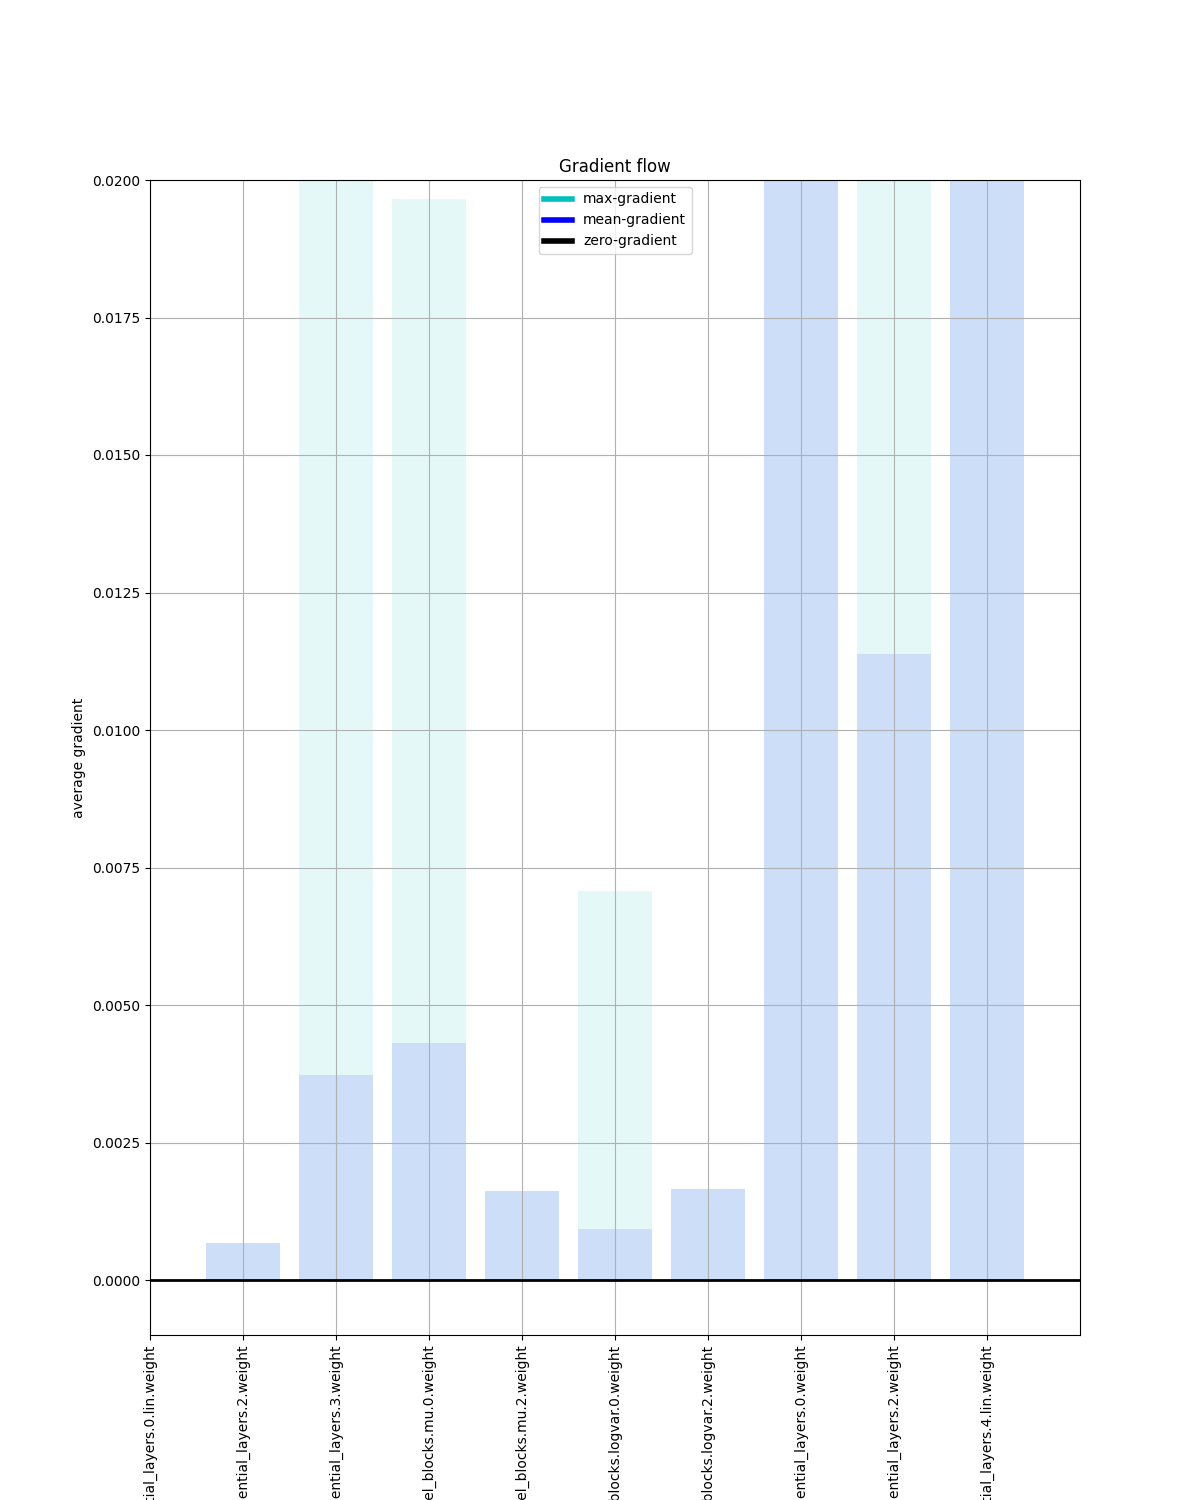 Gradient flow
max-gradient
mean-gradient
zero-gradient
0.0200
0.0175
0.0150
0.0125
0.0100
0.0075
0.0050
0.0025
0.0000
average gradient
tial_layers.0.lin.weight
ential_layers.2.weight
ential_layers.3.weight
el_blocks.mu.0.weight
el_blocks.mu.2.weight
blocks.logvar.0.weight
blocks.logvar.2.weight
ential_layers.0.weight
ential_layers.2.weight
tial_layers.4.lin.weight